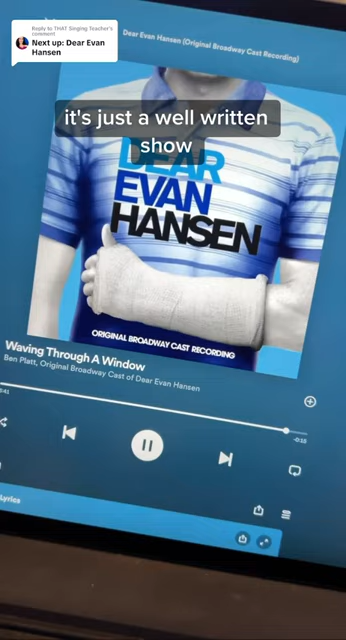 Reply to THAT Singing Teacher's
comment
Next up: Dear Evan
Hansen
Dear Evan Hansen (Original Broadway Cast Recording)
it's just a well written
show
DEAR
EVAN
HANSEN
ORIGINAL BROADWAY CAST RECORDING
Waving Through A Window
Ben Platt, Original Broadway Cast of Dear Evan Hansen
-0:18
Lyrics